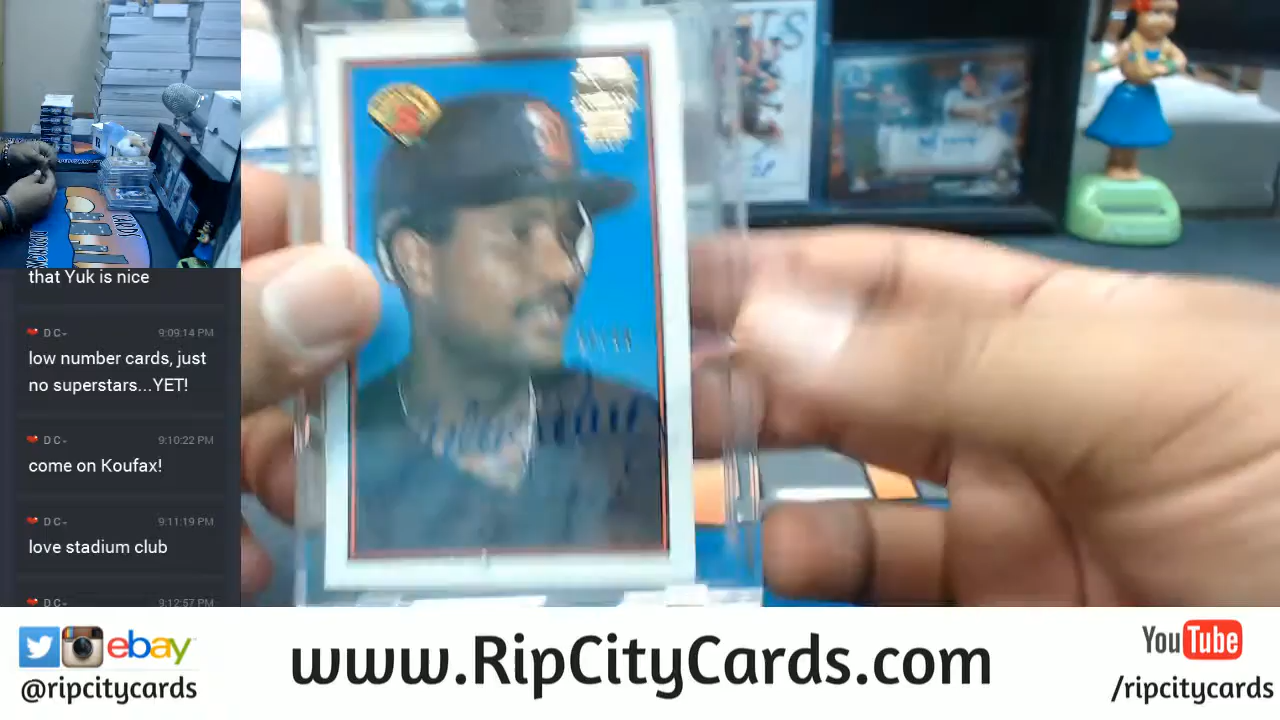 that Yuk is nice
D C - 9:09:14 PM
low number cards, just
no superstars...YET!
D C - 9:10:22 PM
come on Koufax!
D C - 9:11:19 PM
love stadium club
D C - 9:12:57 PM
ebay
@ripcitycards
www.RipCityCards.com
YouTube
/ripcitycards